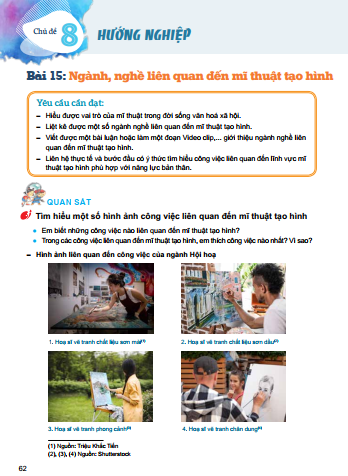 Chủ đề 8 HƯỚNG NGHIỆP
Bài 15: Ngành, nghề liên quan đến mĩ thuật tạo hình
Yêu cầu cần đạt:
– Hiểu được vai trò của mĩ thuật trong đời sống văn hoá xã hội.
– Liệt kê được một số ngành nghề liên quan đến mĩ thuật tạo hình.
– Viết được một bài luận hoặc làm một đoạn Video clip,... giới thiệu ngành nghề liên
quan đến mĩ thuật tạo hình.
– Liên hệ thực tế và bước đầu có ý thức tìm hiểu công việc liên quan đến lĩnh vực mĩ
thuật tạo hình phù hợp với năng lực bản thân.
QUAN SÁT
Tìm hiểu một số hình ảnh công việc liên quan đến mĩ thuật tạo hình
• Em biết những công việc nào liên quan đến mĩ thuật tạo hình?
• Trong các công việc liên quan đến mĩ thuật tạo hình, em thích công việc nào nhất? Vì sao?
– Hình ảnh liên quan đến công việc của ngành Hội hoạ
1. Hoạ sĩ vẽ tranh chất liệu sơn mài(1)
2. Hoạ sĩ vẽ tranh chất liệu sơn dầu(2)
3. Hoạ sĩ vẽ tranh phong cảnh(3)
4. Hoạ sĩ vẽ tranh chân dung(4)
(1) Nguồn: Triệu Khắc Tiến
(2), (3), (4) Nguồn: Shutterstock
62